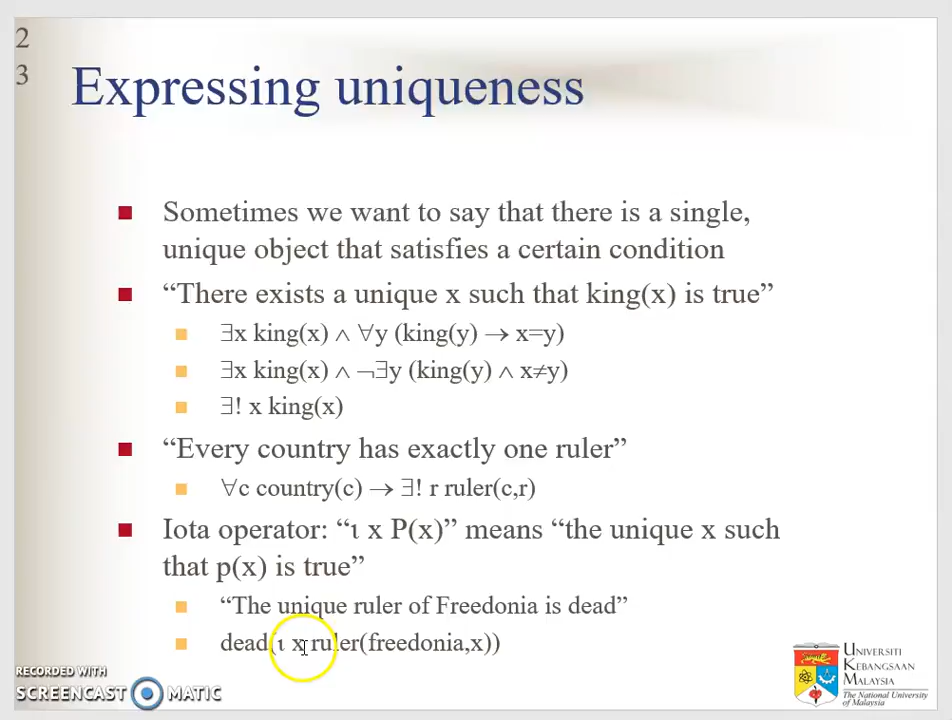 2
3
Expressing uniqueness
■ Sometimes we want to say that there is a single,
unique object that satisfies a certain condition
■ “There exists a unique x such that king(x) is true”
■ ∃x king(x) ∧ ∀y (king(y) → x=y)
■ ∃x king(x) ∧ ¬∃y (king(y) ∧ x≠y)
■ ∃! x king(x)
■ “Every country has exactly one ruler”
■ ∀c country(c) → ∃! r ruler(c,r)
■ Iota operator: “ι x P(x)” means “the unique x such
that p(x) is true”
■ “The unique ruler of Freedonia is dead”
■ dead(ι x ruler(freedonia,x))
RECORDED WITH
SCREENCAST MATIC
UNIVERSITI
KEBANGSAAN
MALAYSIA
The National University
of Malaysia